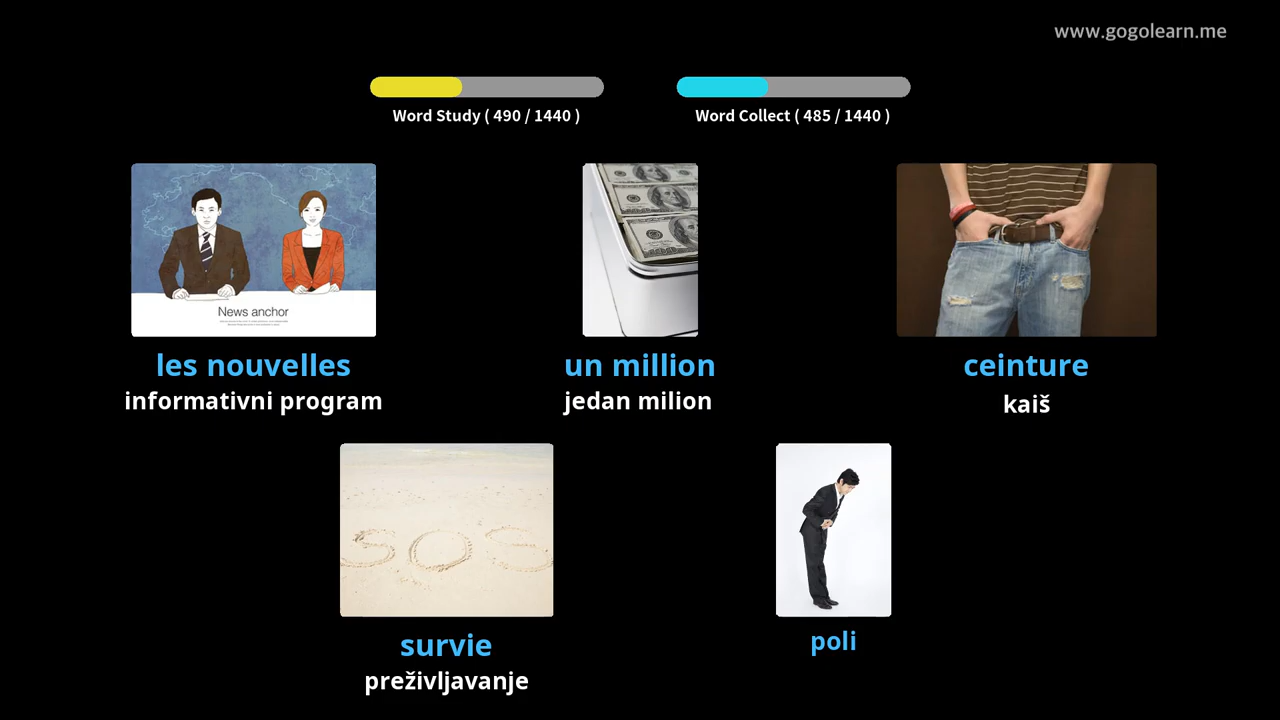 www.gogolearn.me
Word Study ( 490 / 1440 )
Word Collect ( 485 / 1440 )
News anchor
les nouvelles
informativni program
un million
jedan milion
ceinture
kaiš
SOS
survie
preživljavanje
poli